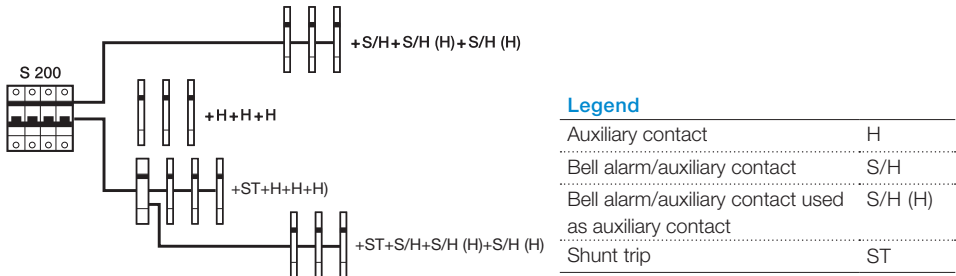 +S/H+S/H (H)+S/H (H)
S 200
+H+H+H
+ST+H+H+H)
+ST+S/H+S/H (H)+S/H (H)
Legend
Auxiliary contact H
Bell alarm/auxiliary contact S/H
Bell alarm/auxiliary contact used S/H (H)
as auxiliary contact
Shunt trip ST